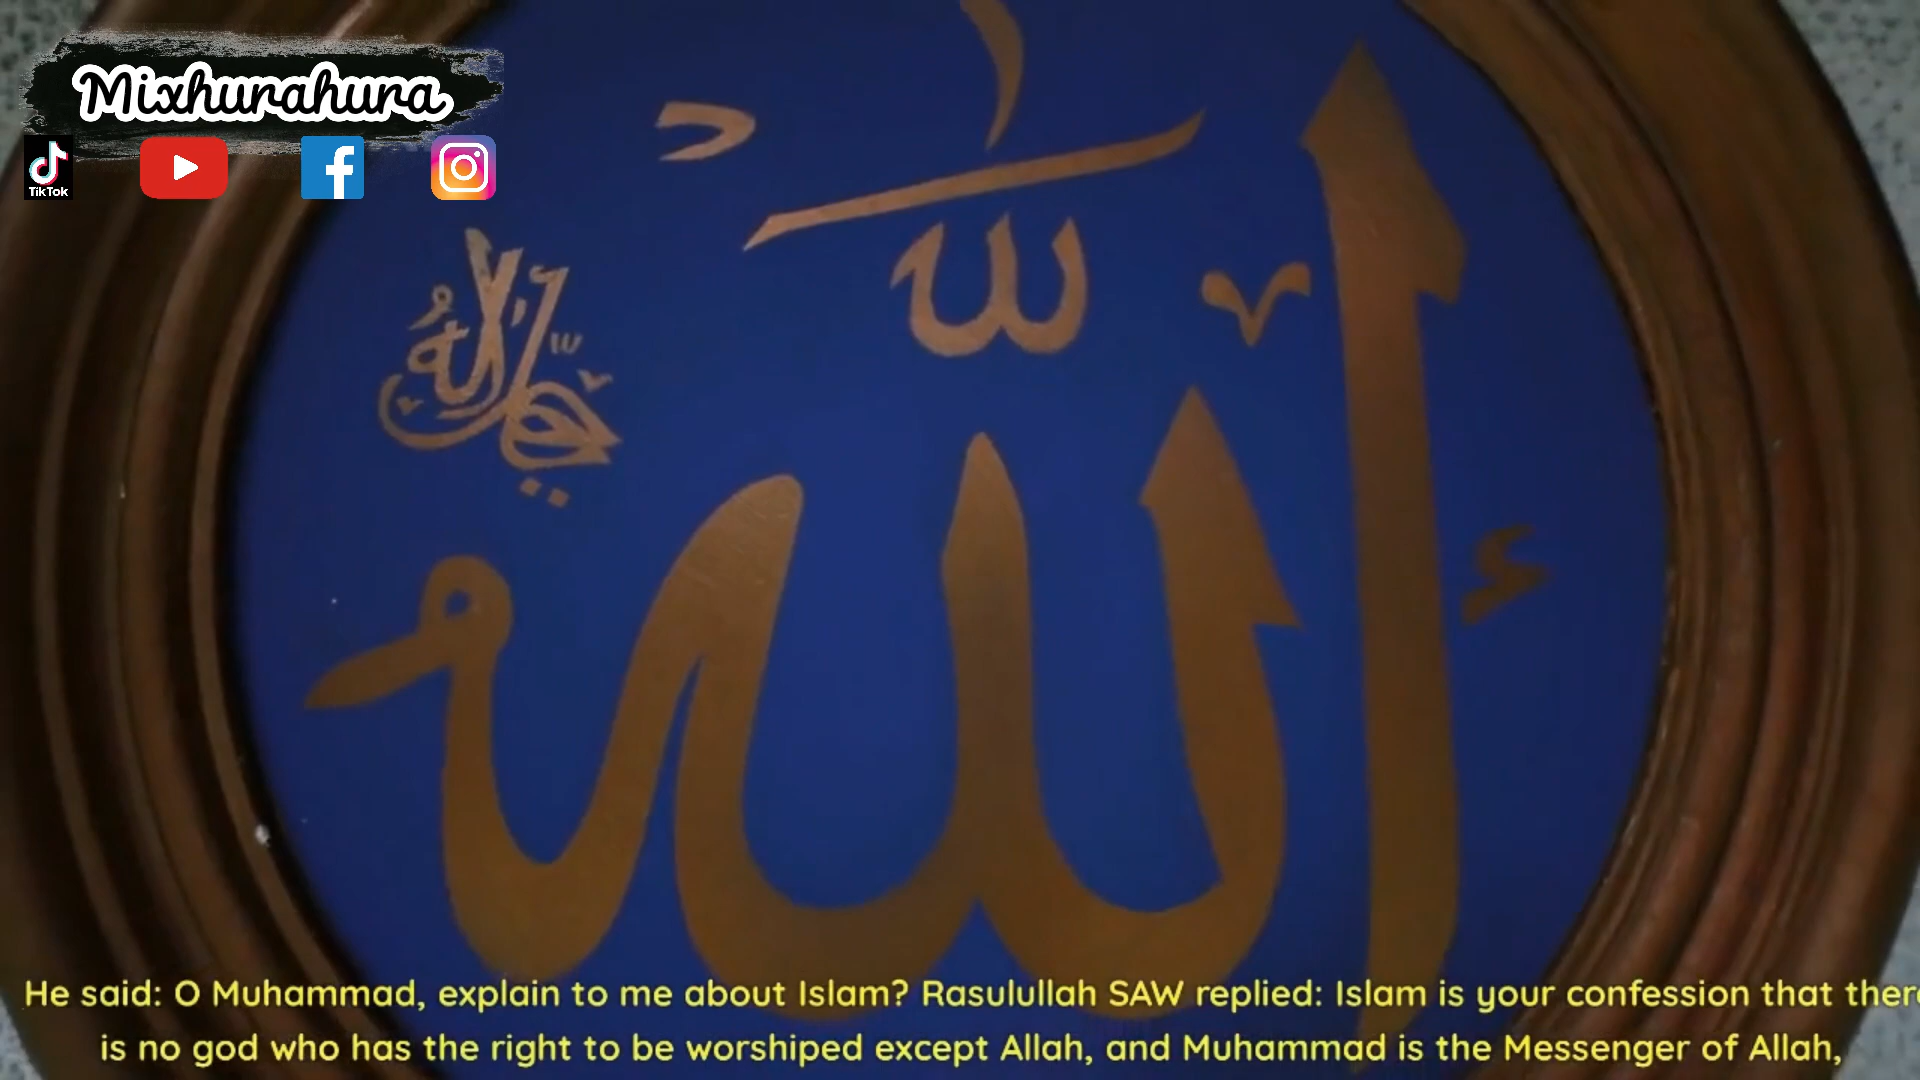 Mixhurahura
TikTok
الله
جل جلاله
He said: O Muhammad, explain to me about Islam? Rasulullah SAW replied: Islam is your confession that there
is no god who has the right to be worshiped except Allah, and Muhammad is the Messenger of Allah,